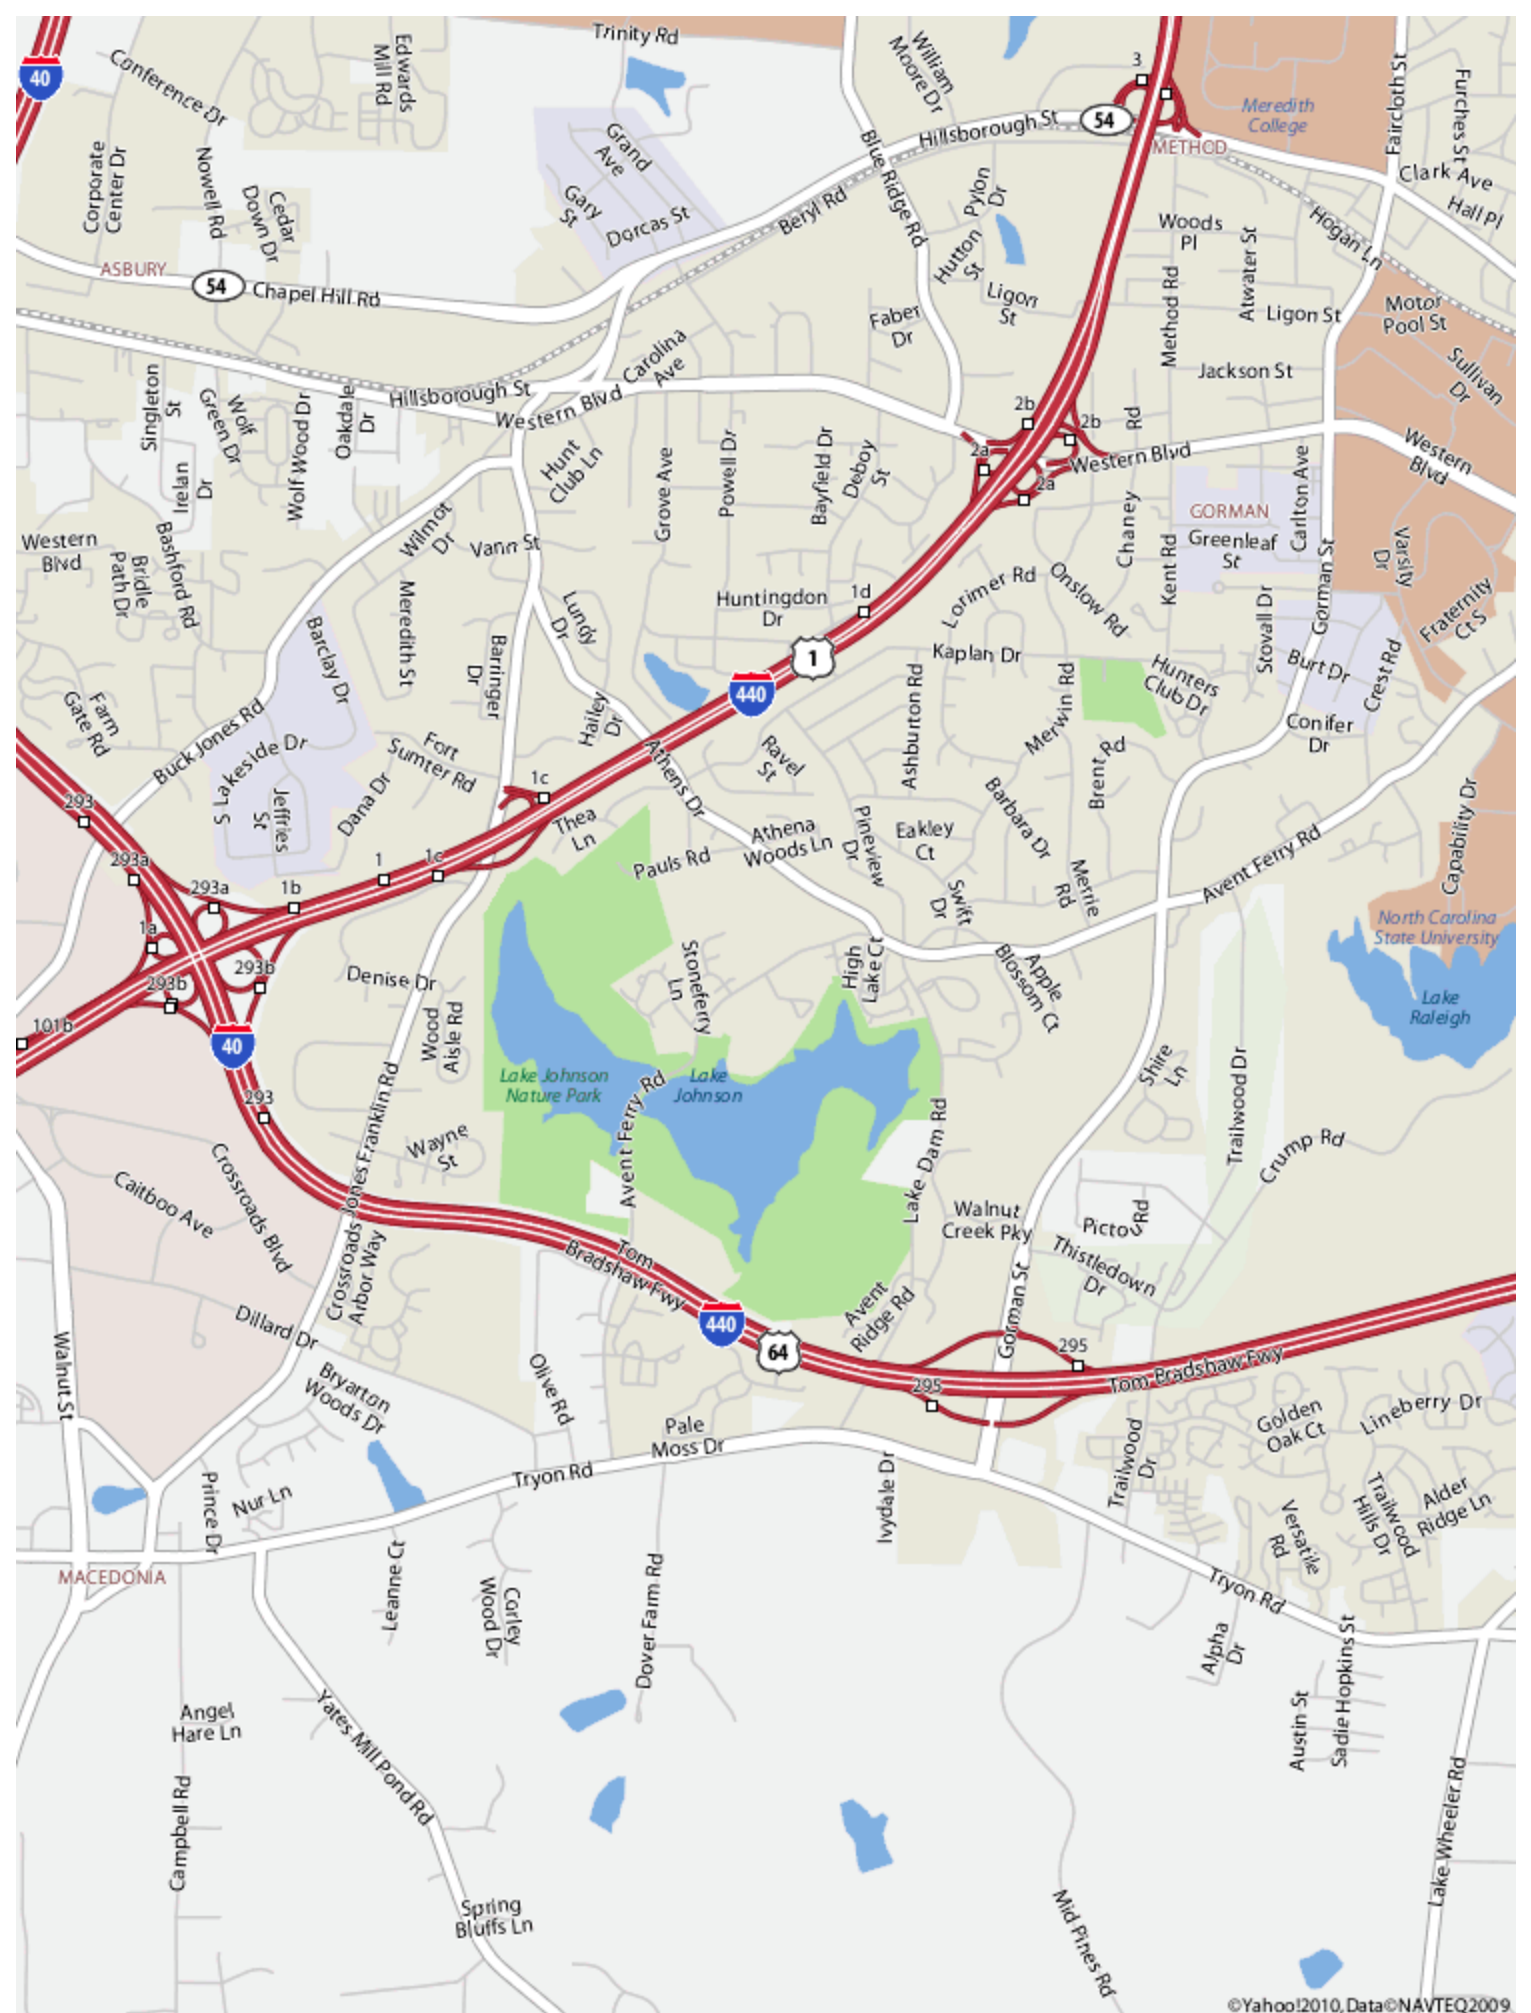 Trinity Rd
40
Conference Dr
Edwards
Mill Rd
William
Moore Dr
3
Hillsborough St
54
Meredith
College
METHOD
Faircloth St
Furches St
Clark Ave
Hall Pl
Hogan Ln
Corporate
Center Dr
Nowell Rd
Cedar
Down Dr
Grand
Ave
Gary
St
Dorcas St
Beryl Rd
Blue Ridge Rd
Pylon
Dr
Hutton
St
Ligon
St
Woods
Pl
Method Rd
Atwater St
Ligon St
Motor
Pool St
Sullivan
Dr
ASBURY
54
Chapel Hill Rd
Faber
Dr
Jackson St
Carolina
Ave
Hillsborough St
Western Blvd
Singleton
St
Wolf
Green Dr
Wolf Wood Dr
Oakdale
Dr
Irelan
Dr
Hunt
Club Ln
Grove Ave
Powell Dr
Bayfield Dr
Deboy
St
2b
2b
2a
2a
Rd
Chaney
Western Blvd
Western
Blvd
GORMAN
Greenleaf
St
Carlton Ave
Kent Rd
Gorman St
Varsity
Dr
Fraternity
Ct S
Western
Blvd
Bridle
Path Dr
Bashford Rd
Wilmot
Dr
Vann St
Meredith St
Barclay Dr
Barringer
Dr
Lundy
Dr
Huntingdon
Dr
1d
1
440
Lorimer Rd
Onslow Rd
Kaplan Dr
Stovall Dr
Burt Dr
Crest Rd
Hunters
Club Dr
Conifer
Dr
Farm
Gate Rd
Buck Jones Rd
S Lakeside Dr
Jeffries
St
Dana Dr
Fort
Sumter Rd
Hailey
Dr
Athens Dr
Ravel
St
Ashburton Rd
Merwin Rd
Brent Rd
Barbara Dr
Capability Dr
293
293a
293a
1b
1
1c
1c
Thea
Ln
Pauls Rd
Athena
Woods Ln
Pineview
Dr
Eakley
Ct
Swift
Dr
Merrie
Rd
Avent Ferry Rd
1a
293b
293b
101b
40
293
Denise Dr
Wood
Aisle Rd
Stoneferry
Ln
High
Lake Ct
Apple
Blossom Ct
North Carolina
State University
Lake
Raleigh
Lake Johnson
Nature Park
Lake
Johnson
Avent Ferry Rd
Shire
Ln
Trailwood Dr
Crump Rd
Jones Franklin Rd
Wayne
St
Lake Dam Rd
Walnut
Creek Pky
Pictou
Rd
Thistledown
Dr
Caitboo Ave
Crossroads Blvd
Crossroads
Arbor Way
Tom
Bradshaw Fwy
440
64
Avent
Ridge Rd
Gorman St
295
295
Tom Bradshaw Fwy
Dillard Dr
Walnut St
Bryarton
Woods Dr
Olive Rd
Pale
Moss Dr
Tryon Rd
Ivydale Dr
Trailwood
Dr
Golden
Oak Ct
Lineberry Dr
Trailwood
Hills Dr
Alder
Ridge Ln
Versatile
Rd
Prince Dr
Nur Ln
MACEDONIA
Leanne Ct
Corley
Wood Dr
Dover Farm Rd
Tryon Rd
Alpha
Dr
Austin St
Sadie Hopkins St
Angel
Hare Ln
Campbell Rd
Yates Mill Pond Rd
Spring
Bluffs Ln
Mid Pines Rd
Lake Wheeler Rd
©Yahoo!2010, Data©NAVTEQ2009